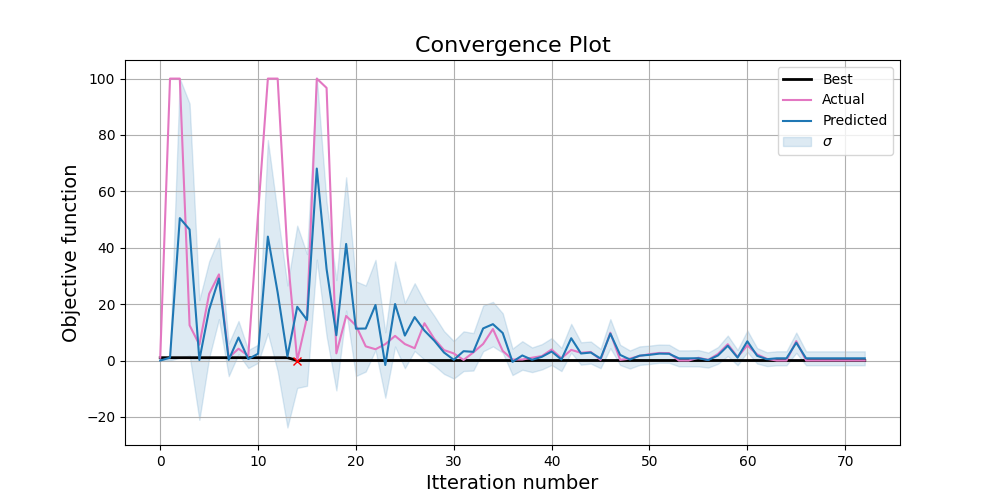 Convergence Plot
Objective function
100
80
60
40
20
0
−20
Best
Actual
Predicted
σ
0 10 20 30 40 50 60 70
Itteration number